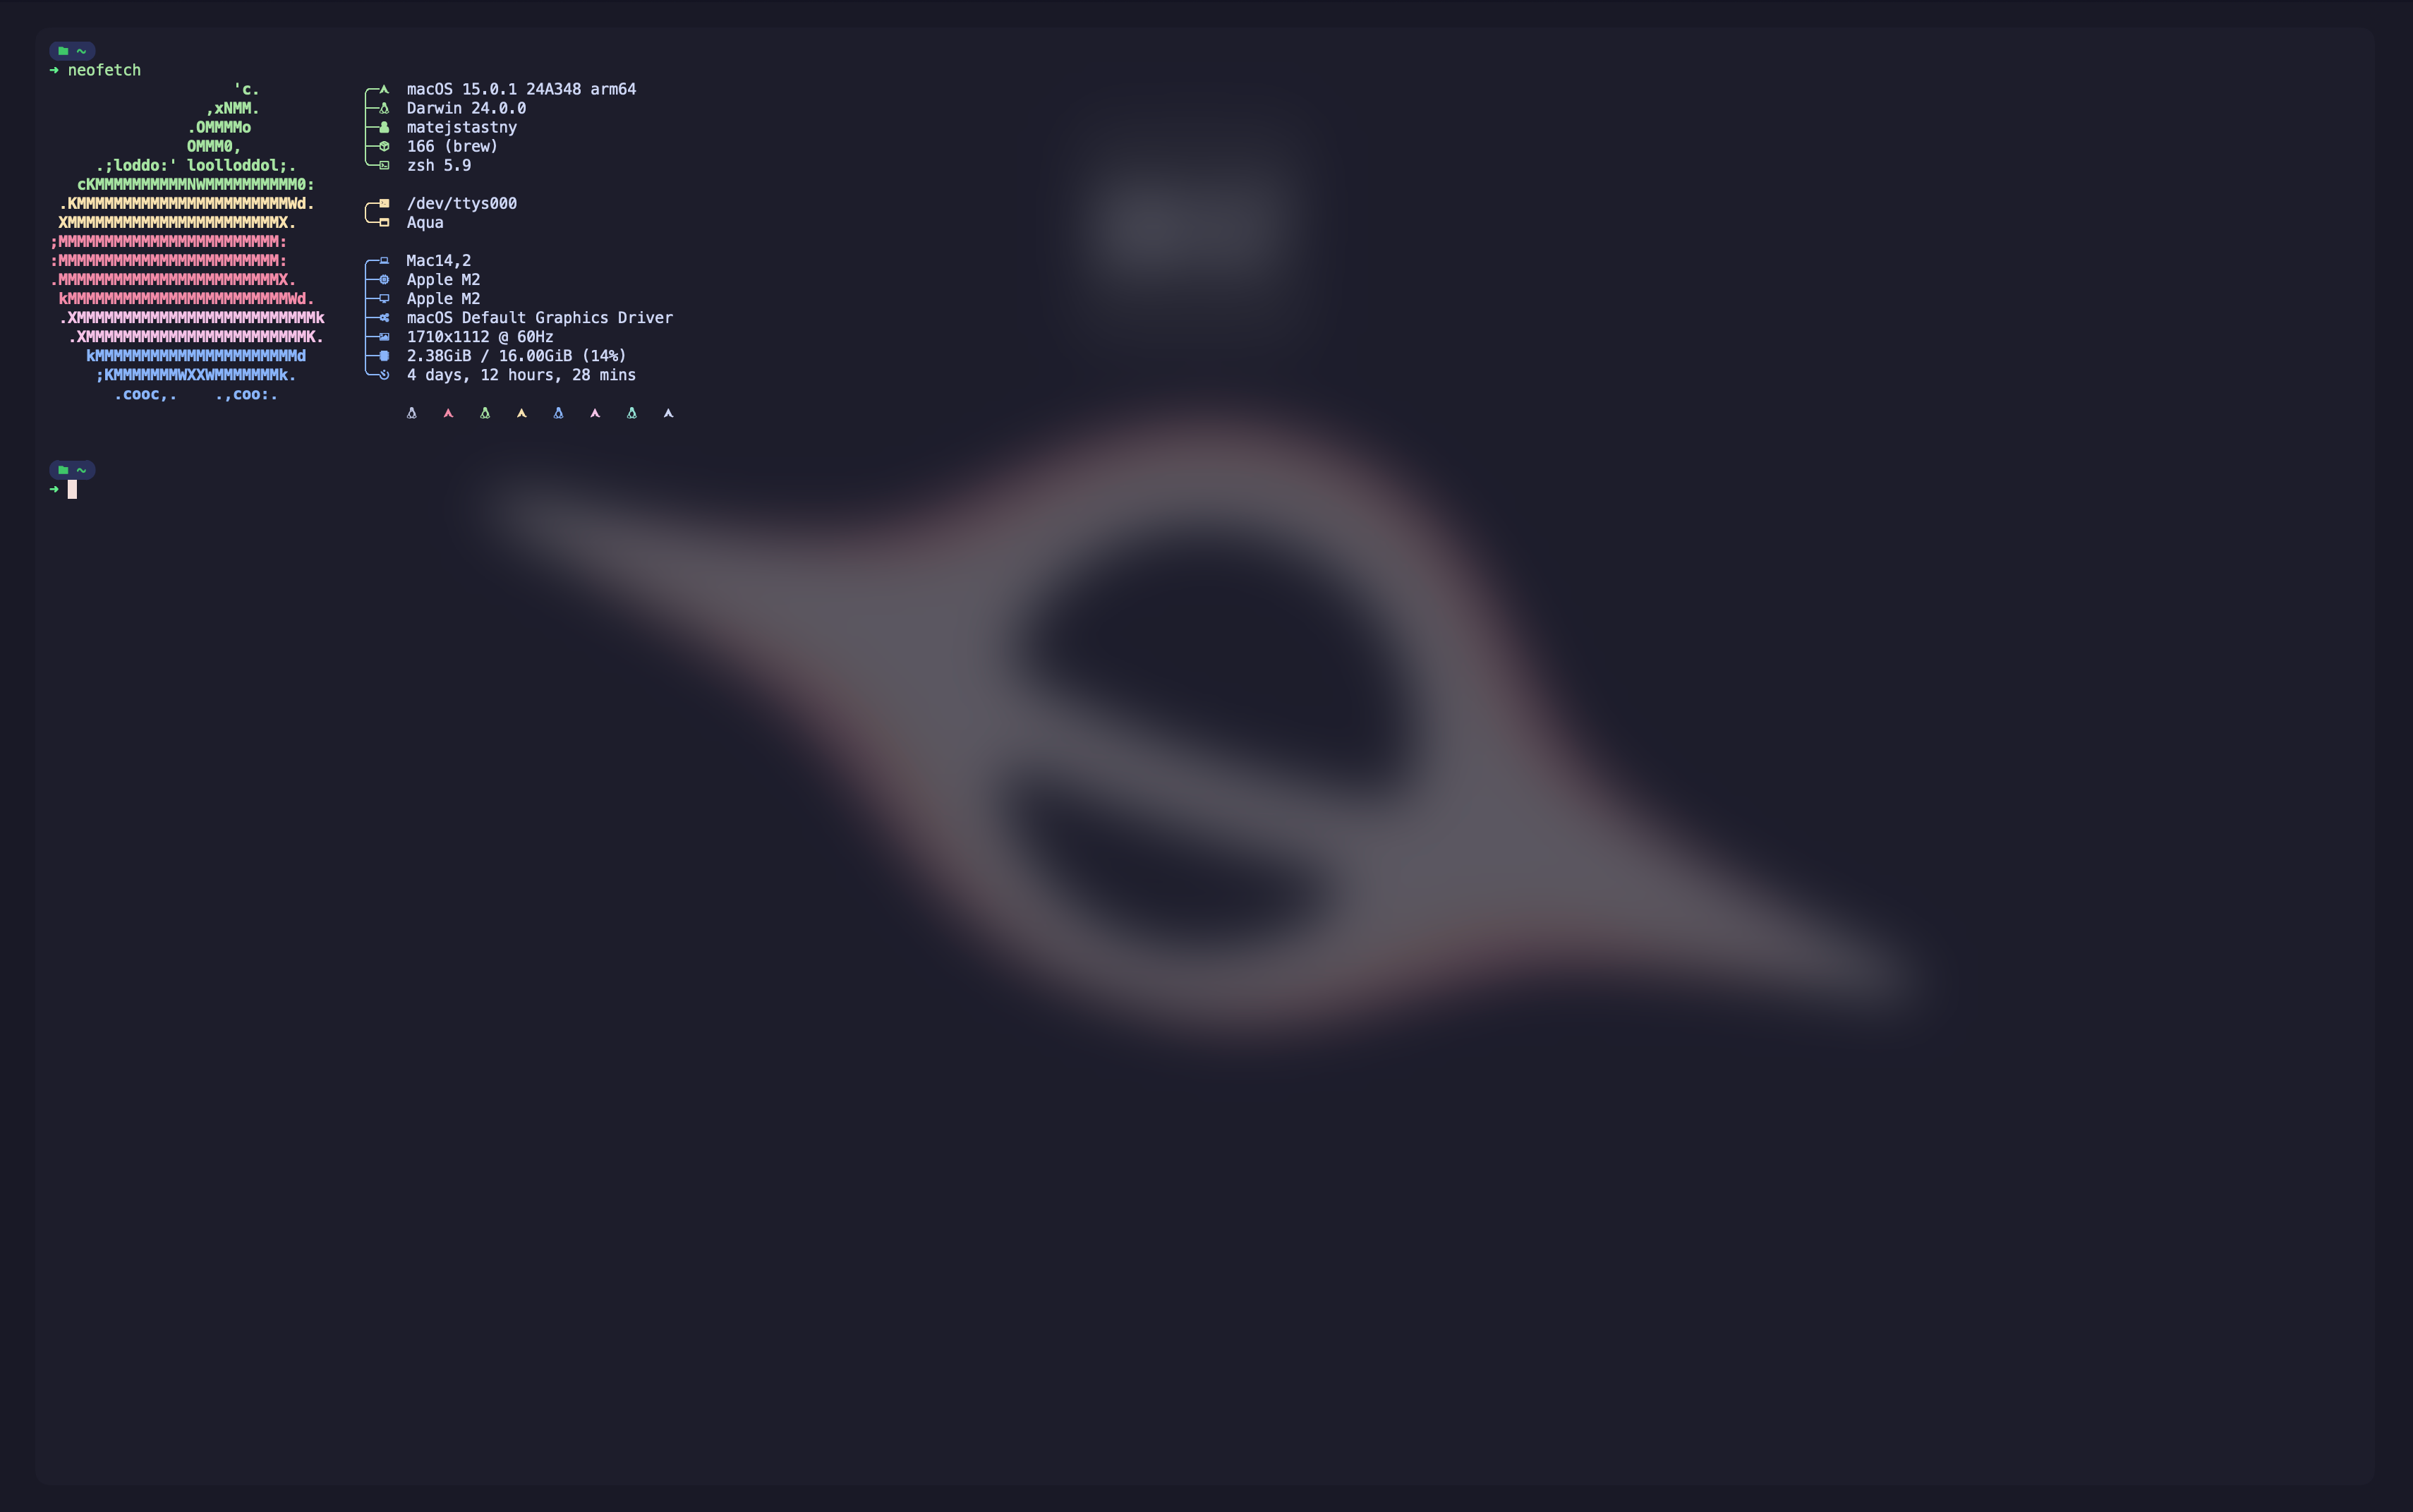 ~
➜ neofetch
'c.
,xNMM.
.OMMMMo
OMMM0,
.;loddo:' loolloddol;.
cKMMMMMMMMMMNWMMMMMMMMMM0:
.KMMMMMMMMMMMMMMMMMMMMMMMWd.
XMMMMMMMMMMMMMMMMMMMMMMMX.
;MMMMMMMMMMMMMMMMMMMMMMMM:
:MMMMMMMMMMMMMMMMMMMMMMMM:
.MMMMMMMMMMMMMMMMMMMMMMMMX.
kMMMMMMMMMMMMMMMMMMMMMMMMWd.
.XMMMMMMMMMMMMMMMMMMMMMMMMMMk
.XMMMMMMMMMMMMMMMMMMMMMMMMK.
kMMMMMMMMMMMMMMMMMMMMMMd
;KMMMMMMMWXXWMMMMMMMk.
.cooc,. .,coo:.
macOS 15.0.1 24A348 arm64
Darwin 24.0.0
matejstastny
166 (brew)
zsh 5.9
/dev/ttys000
Aqua
Mac14,2
Apple M2
Apple M2
macOS Default Graphics Driver
1710x1112 @ 60Hz
2.38GiB / 16.00GiB (14%)
4 days, 12 hours, 28 mins
~
➜